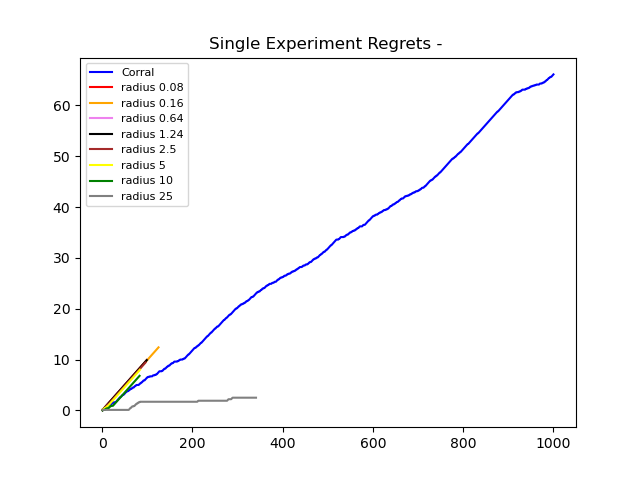 Single Experiment Regrets -
Corral
radius 0.08
radius 0.16
radius 0.64
radius 1.24
radius 2.5
radius 5
radius 10
radius 25
60
50
40
30
20
10
0
0 200 400 600 800 1000